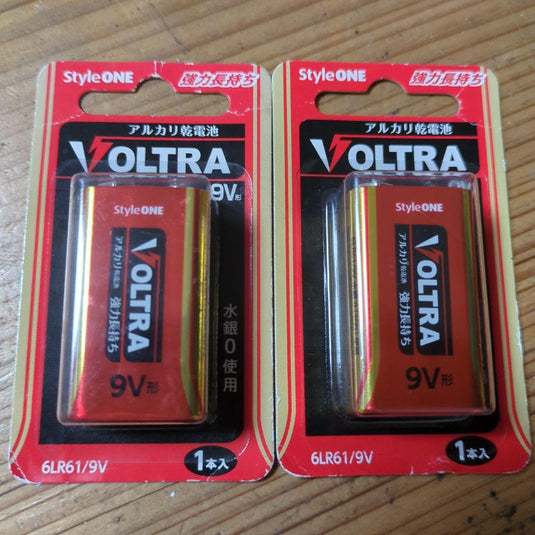 StyleONE
強力長持ち
アルカリ乾電池
VOLTRA
9V形
StyleONE
VOLTRA
アルカリ乾電池
強力長持ち
9V形
水銀0使用
6LR61/9V
1本入
StyleONE
強力長持ち
アルカリ乾電池
VOLTRA
StyleONE
VOLTRA
アルカリ乾電池
強力長持ち
9V形
6LR61/9V
1本入